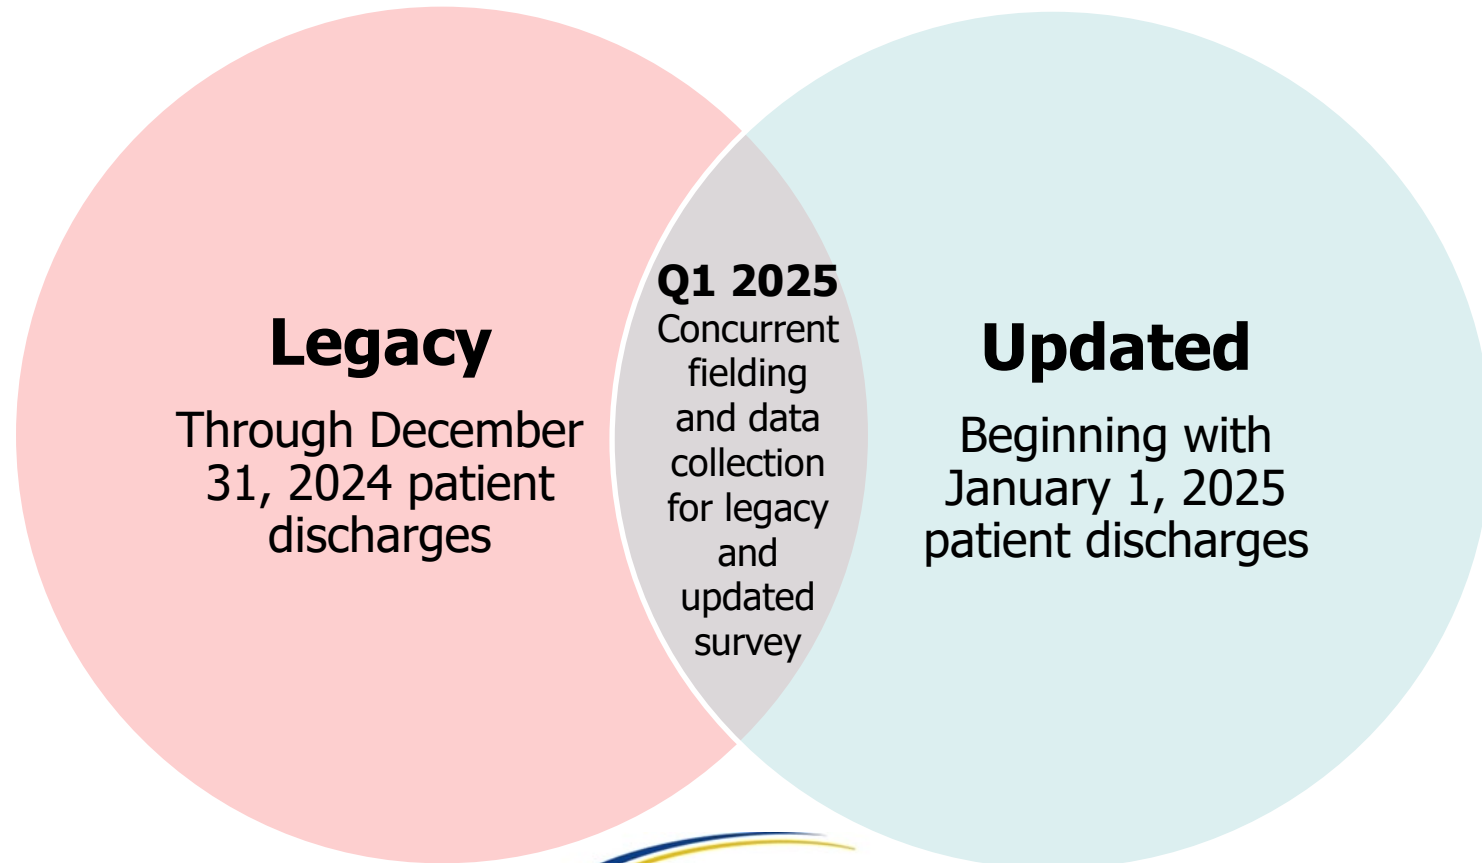 Legacy
Through December
31, 2024 patient
discharges
Q1 2025
Concurrent
fielding
and data
collection
for legacy
and
updated
survey
Updated
Beginning with
January 1, 2025
patient discharges